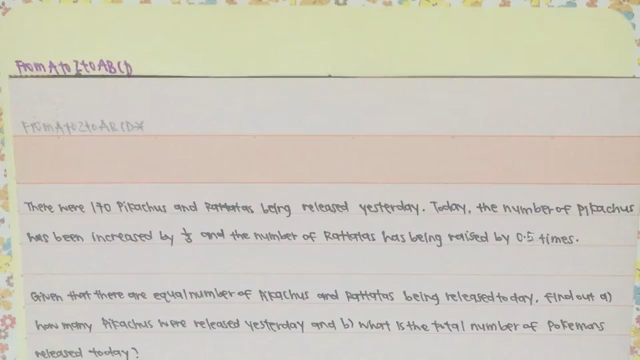 From A to Z to ABCD
From A to Z to ABCD
There were 170 Pikachus and Rattatas being released yesterday. Today, the number of Pikachus
has been increased by and the number of Rattatas has being raised by 0.5 times.
Given that there are equal number of Pikachus and Rattatas being released today, find out a)
how many Pikachus were released yesterday and b) what is the total number of Pokemons
released today?